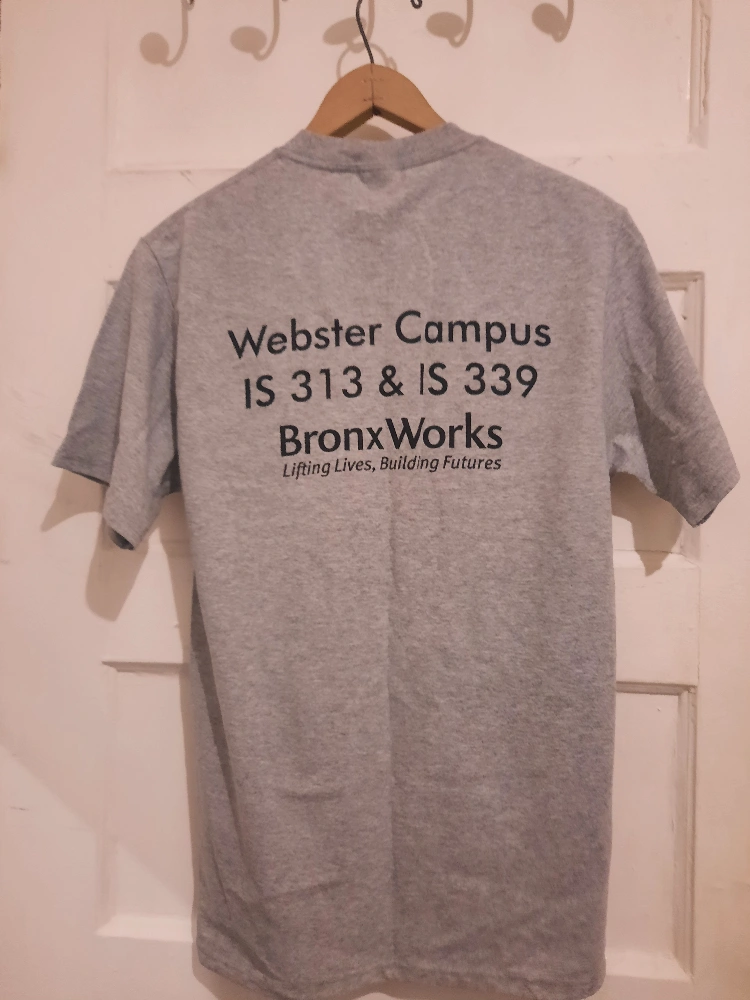 Webster Campus
IS 313 & IS 339
BronxWorks
Lifting Lives, Building Futures